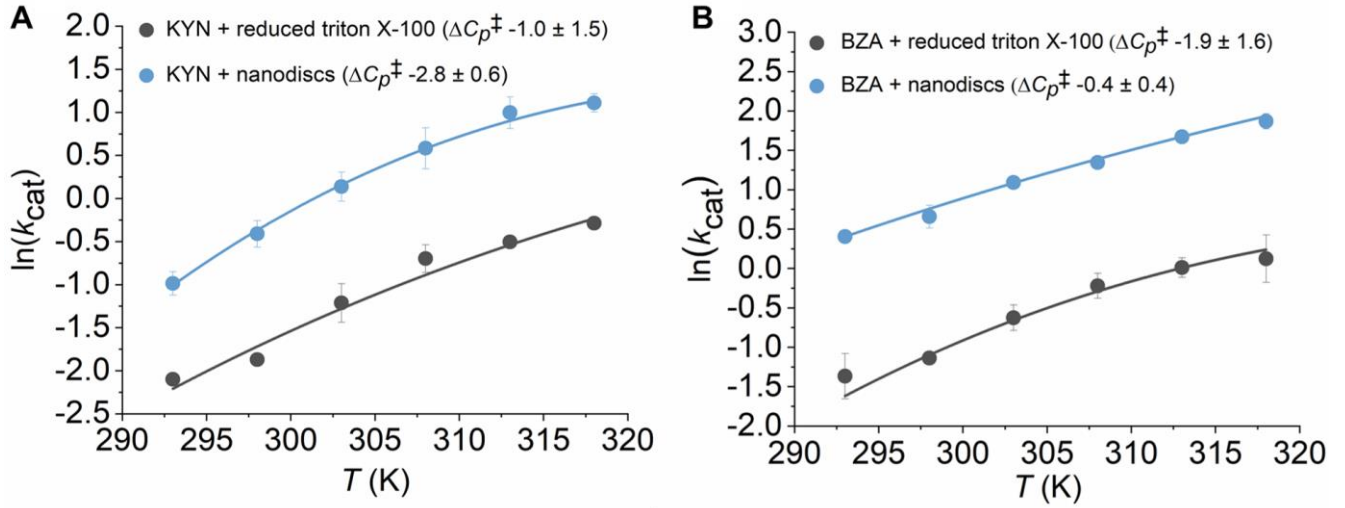 A
KYN + reduced triton X-100 (ΔCp‡ -1.0 ± 1.5)
KYN + nanodiscs (ΔCp‡ -2.8 ± 0.6)
2.0
1.5
1.0
0.5
0.0
-0.5
-1.0
-1.5
-2.0
-2.5
ln(kcat)
290 295 300 305 310 315 320
T (K)
B
BZA + reduced triton X-100 (ΔCp‡ -1.9 ± 1.6)
BZA + nanodiscs (ΔCp‡ -0.4 ± 0.4)
3.0
2.5
2.0
1.5
1.0
0.5
0.0
-0.5
-1.0
-1.5
-2.0
ln(kcat)
290 295 300 305 310 315 320
T (K)